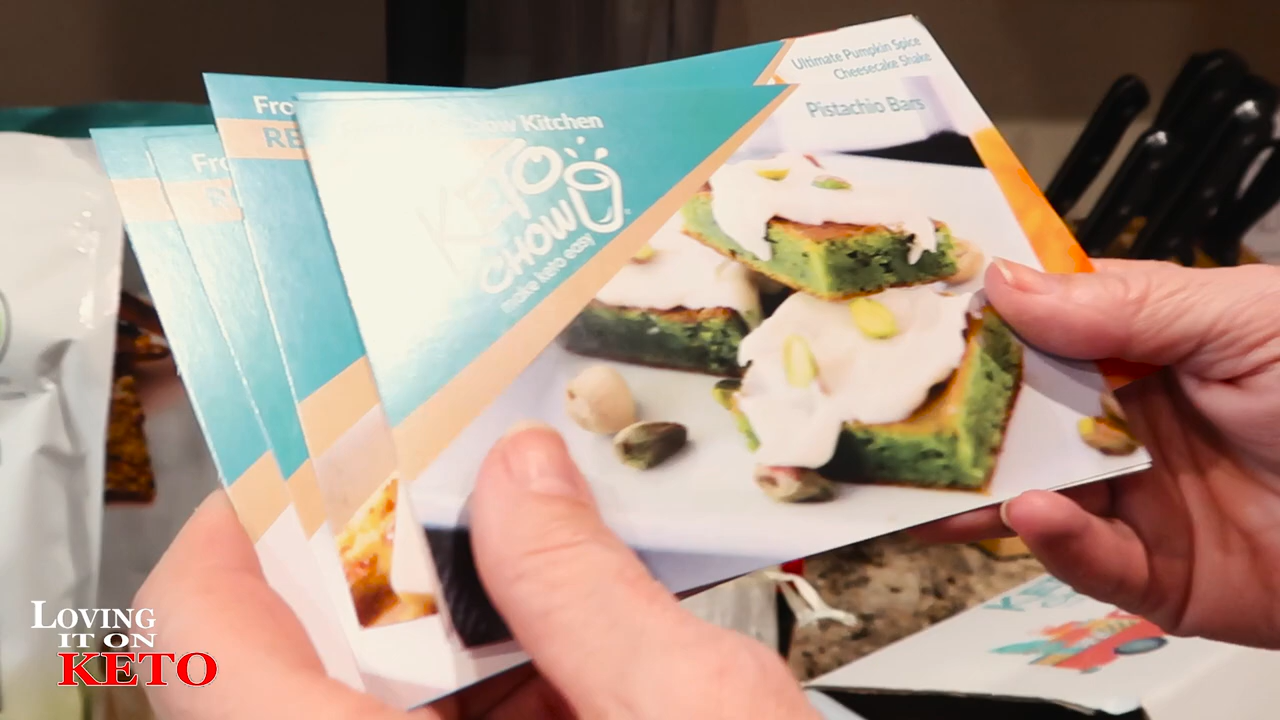 Ultimate Pumpkin Spice
Cheesecake Shake
Pistachio Bars
Fro
RE
Kitchen
KETO
CHOW
make keto easy
Fro
LOVING
IT ON
KETO